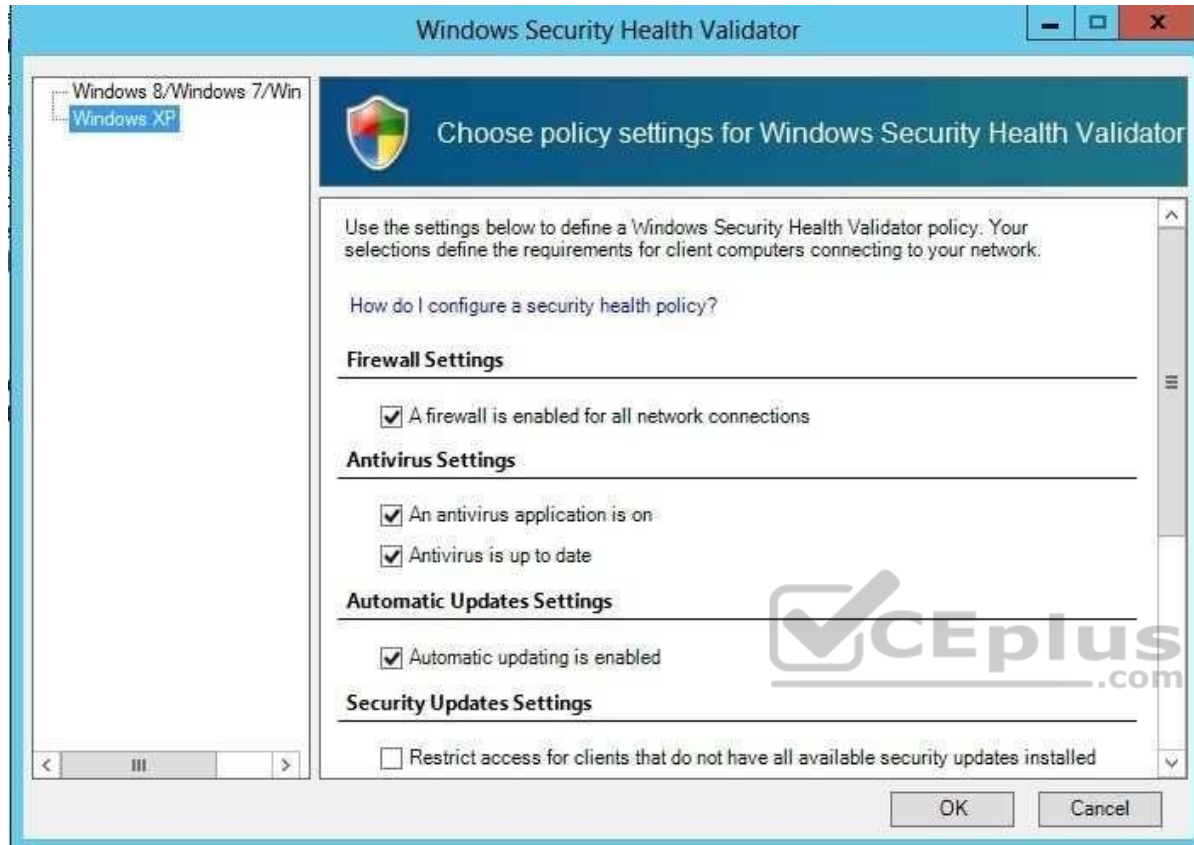 Windows Security Health Validator
Windows 8/Windows 7/Win
Windows XP
Choose policy settings for Windows Security Health Validator
Use the settings below to define a Windows Security Health Validator policy. Your
selections define the requirements for client computers connecting to your network.
How do I configure a security health policy?
Firewall Settings
A firewall is enabled for all network connections
Antivirus Settings
An antivirus application is on
Antivirus is up to date
Automatic Updates Settings
Automatic updating is enabled
Security Updates Settings
Restrict access for clients that do not have all available security updates installed
VCEplus
.com
OK
Cancel